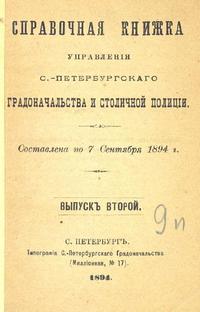 СПРАВОЧНАЯ КНИЖКА
УПРАВЛЕНІЯ
С.-ПЕТЕРБУРГСКАГО
ГРАДОНАЧАЛЬСТВА И СТОЛИЧНОЙ ПОЛИЦІИ.
Составлена по 7 Сентября 1894 г.
ВЫПУСКЪ ВТОРОЙ.
9п
С. ПЕТЕРБУРГЪ.
Типографія С.-Петербургскаго Градоначальства
(Милліонная, № 17).
1894.